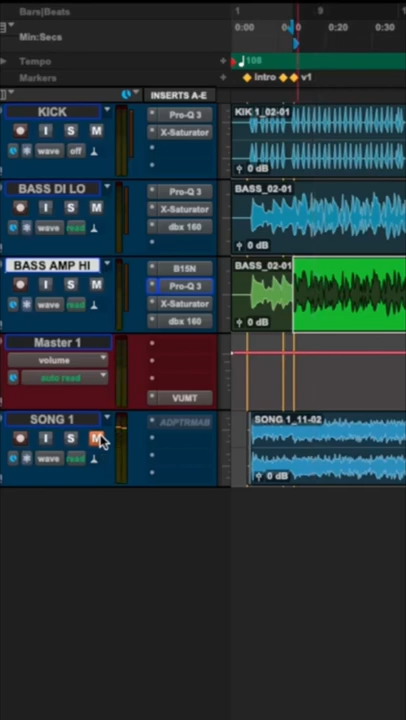 Bars|Beats
1 9
Min:Secs
0:00 0:20 0:30
Tempo
108
Markers
intro v1
INSERTS A-E
KICK
I S M
wave off
Pro-Q 3
X-Saturator
KIK 1_02-01
0 dB
BASS DI LO
I S M
wave read
Pro-Q 3
X-Saturator
dbx 160
BASS_02-01
0 dB
BASS AMP HI
I S M
wave read
B15N
Pro-Q 3
X-Saturator
dbx 160
BASS_02-01
0 dB
Master 1
volume
auto read
VUMT
SONG 1
I S M
wave read
ADPTRMAB
SONG 1_11-02
0 dB